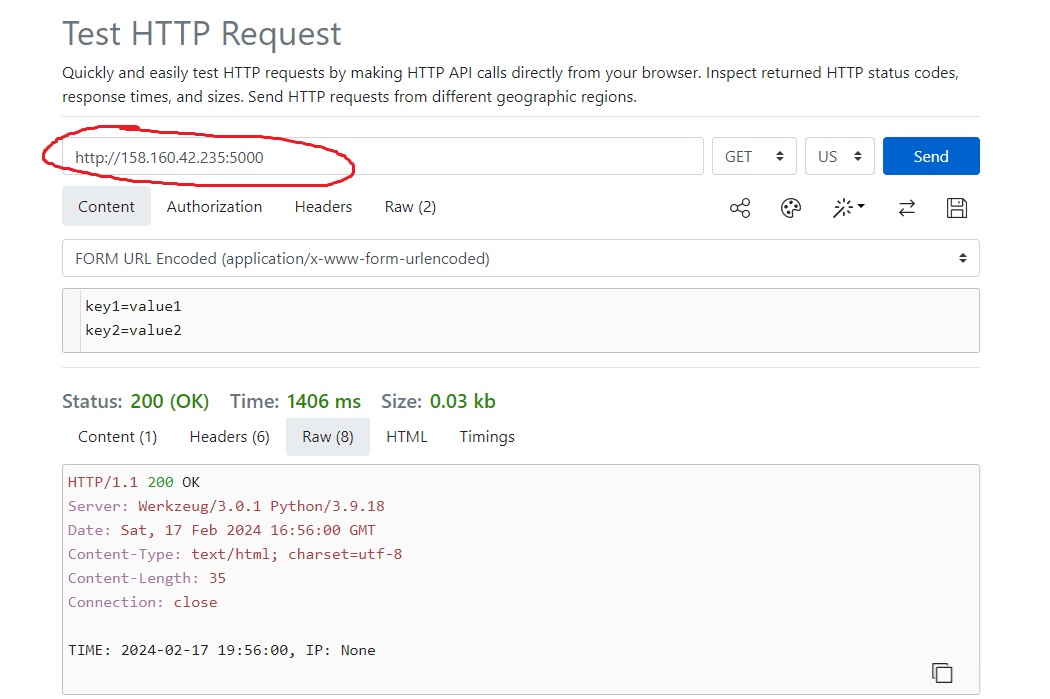 Test HTTP Request
Quickly and easily test HTTP requests by making HTTP API calls directly from your browser. Inspect returned HTTP status codes,
response times, and sizes. Send HTTP requests from different geographic regions.
http://158.160.42.235:5000 GET US Send
Content Authorization Headers Raw (2)
FORM URL Encoded (application/x-www-form-urlencoded)
key1=value1
key2=value2
Status: 200 (OK) Time: 1406 ms Size: 0.03 kb
Content (1) Headers (6) Raw (8) HTML Timings
HTTP/1.1 200 OK
Server: Werkzeug/3.0.1 Python/3.9.18
Date: Sat, 17 Feb 2024 16:56:00 GMT
Content-Type: text/html; charset=utf-8
Content-Length: 35
Connection: close
TIME: 2024-02-17 19:56:00, IP: None